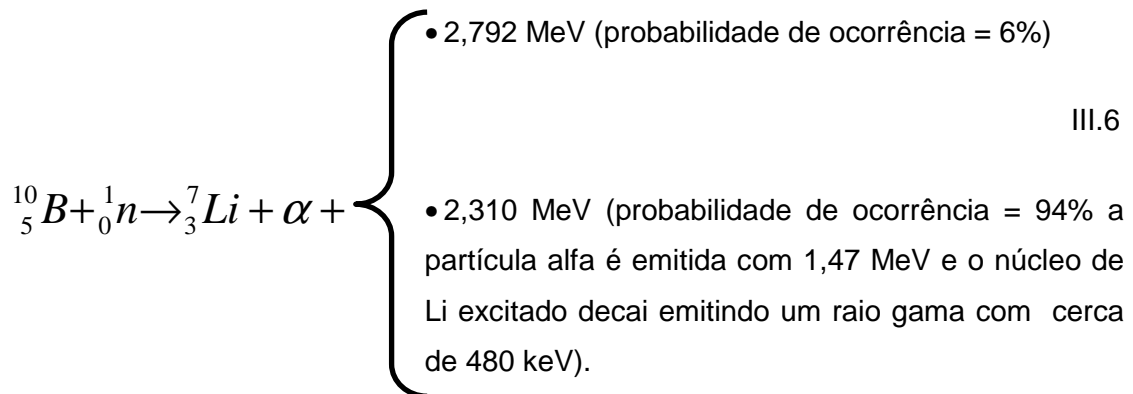 • 2,792 MeV (probabilidade de ocorrência = 6%)
III.6
¹⁰₅B+¹₀n→⁷₃Li + α +
• 2,310 MeV (probabilidade de ocorrência = 94% a
partícula alfa é emitida com 1,47 MeV e o núcleo de
Li excitado decai emitindo um raio gama com cerca
de 480 keV).